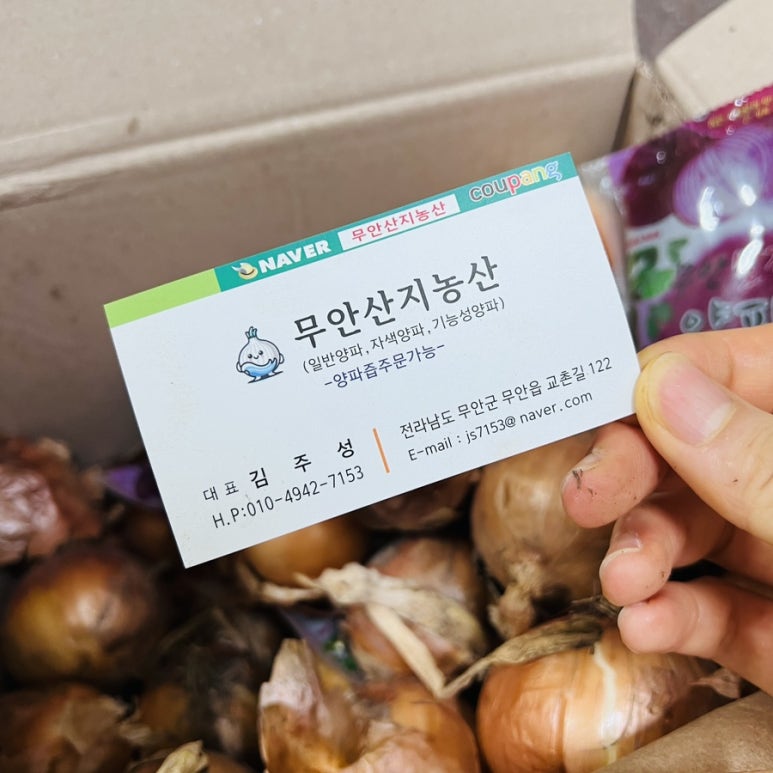 NAVER 무안산지농산 coupang
무안산지농산
(일반양파,자색양파,기능성양파)
-양파즙주문가능-
대표 김 주 성
H.P:010-4942-7153
전라남도 무안군 무안읍 교촌길 122
E-mail : js7153@ naver.com